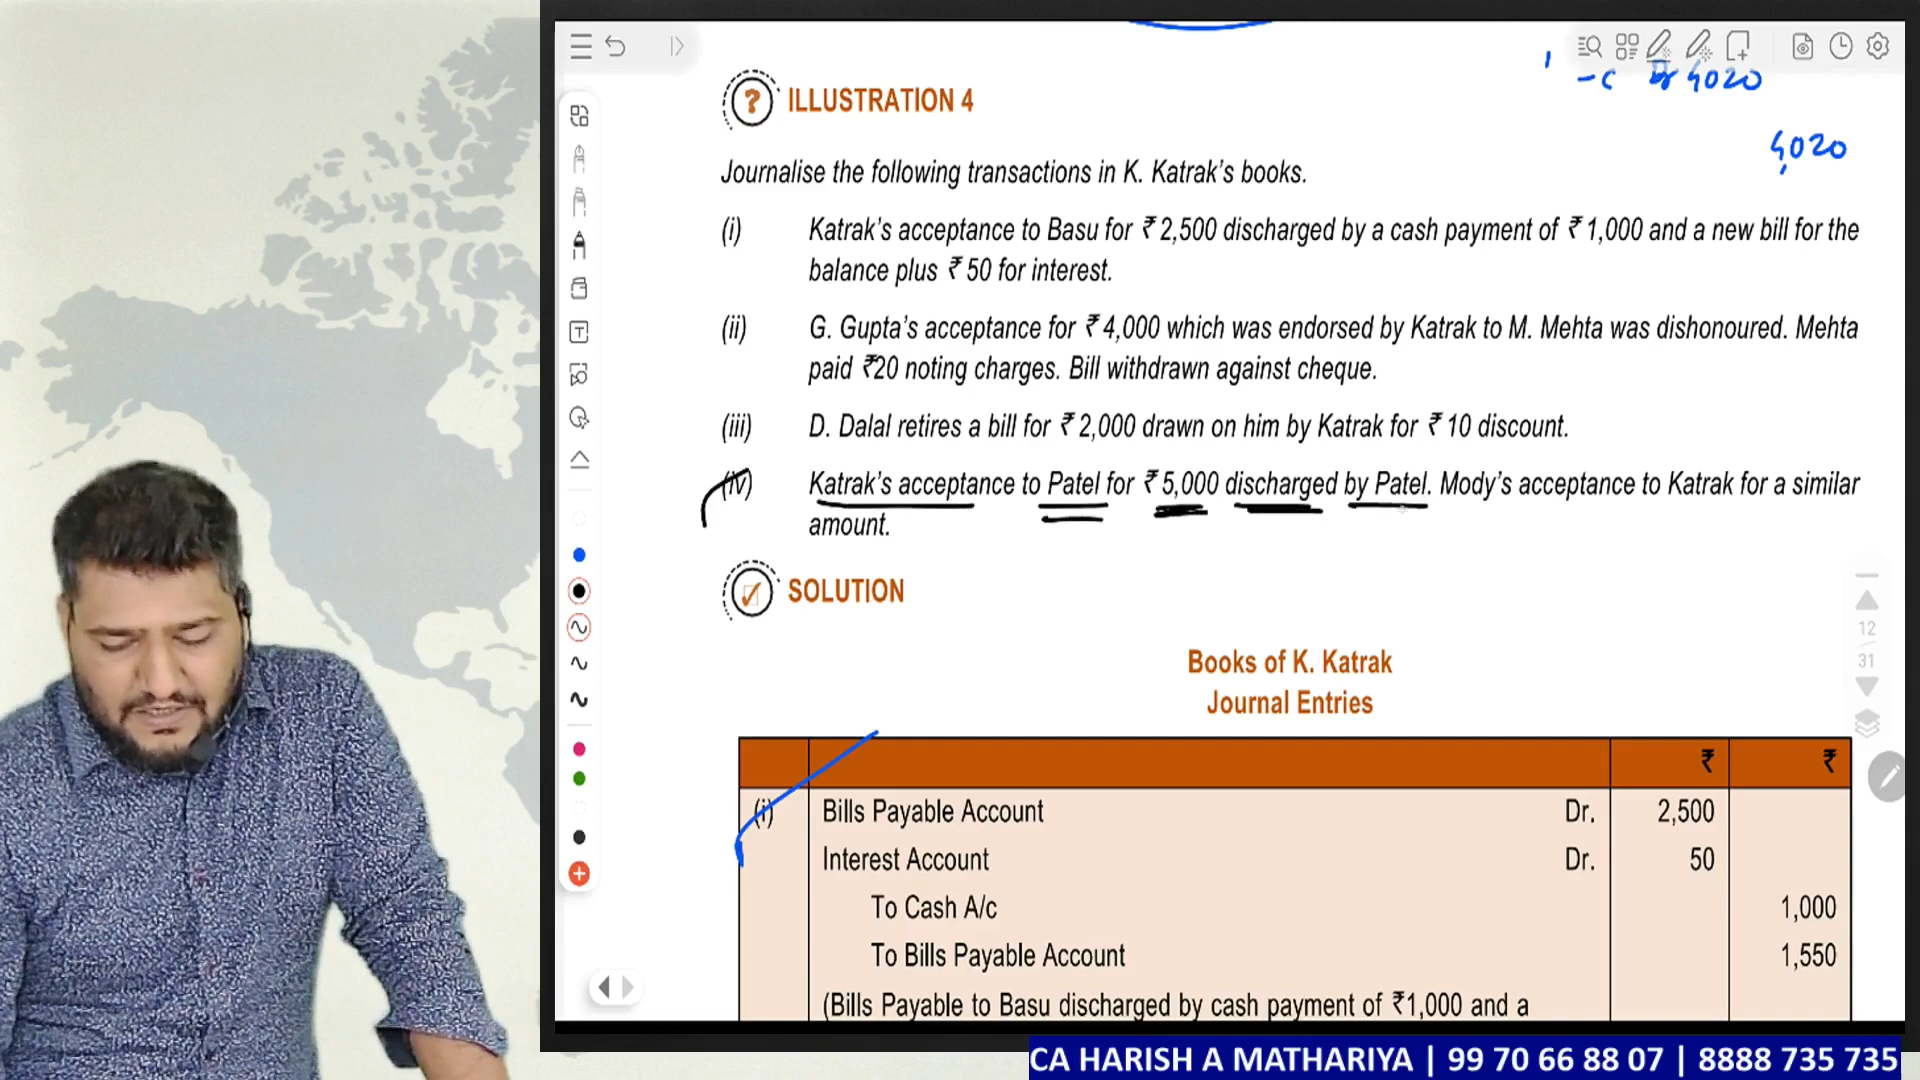 4020
ILLUSTRATION 4
4020
Journalise the following transactions in K. Katrak's books.
(i) Katrak's acceptance to Basu for ₹ 2,500 discharged by a cash payment of ₹ 1,000 and a new bill for the
balance plus ₹ 50 for interest.
(ii) G. Gupta's acceptance for ₹ 4,000 which was endorsed by Katrak to M. Mehta was dishonoured. Mehta
paid ₹20 noting charges. Bill withdrawn against cheque.
(iii) D. Dalal retires a bill for ₹ 2,000 drawn on him by Katrak for ₹ 10 discount.
(iv) Katrak's acceptance to Patel for ₹ 5,000 discharged by Patel. Mody's acceptance to Katrak for a similar
amount.
SOLUTION
12
31
Books of K. Katrak
Journal Entries
₹ ₹
(i) Bills Payable Account Dr. 2,500
Interest Account Dr. 50
To Cash A/c 1,000
To Bills Payable Account 1,550
(Bills Payable to Basu discharged by cash payment of ₹1,000 and a
CA HARISH A MATHARIYA | 99 70 66 88 07 | 8888 735 735